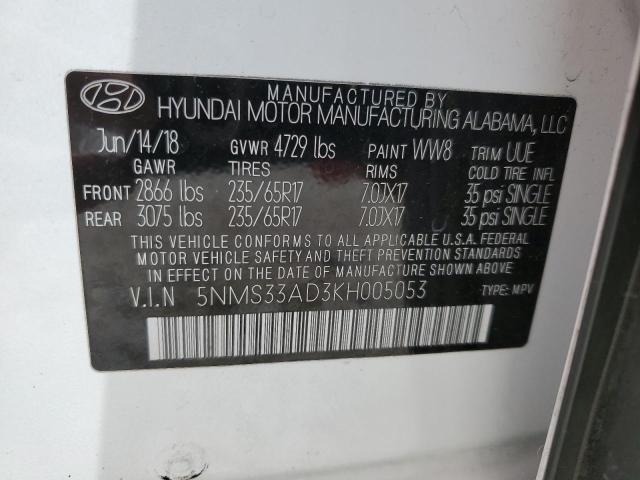 MANUFACTURED BY
HYUNDAI MOTOR MANUFACTURING ALABAMA, LLC
Jun/14/18 GVWR 4729 lbs PAINT WW8 TRIM UUE
GAWR TIRES RIMS COLD TIRE INFL
FRONT 2866 lbs 235/65R17 7.0JX17 35 psi SINGLE
REAR 3075 lbs 235/65R17 7.0JX17 35 psi SINGLE
THIS VEHICLE CONFORMS TO ALL APPLICABLE U.S.A. FEDERAL
MOTOR VEHICLE SAFETY AND THEFT PREVENTION STANDARDS
IN EFFECT ON THE DATE OF MANUFACTURE SHOWN ABOVE.
V.I.N 5NMS33AD3KH005053 TYPE: MPV